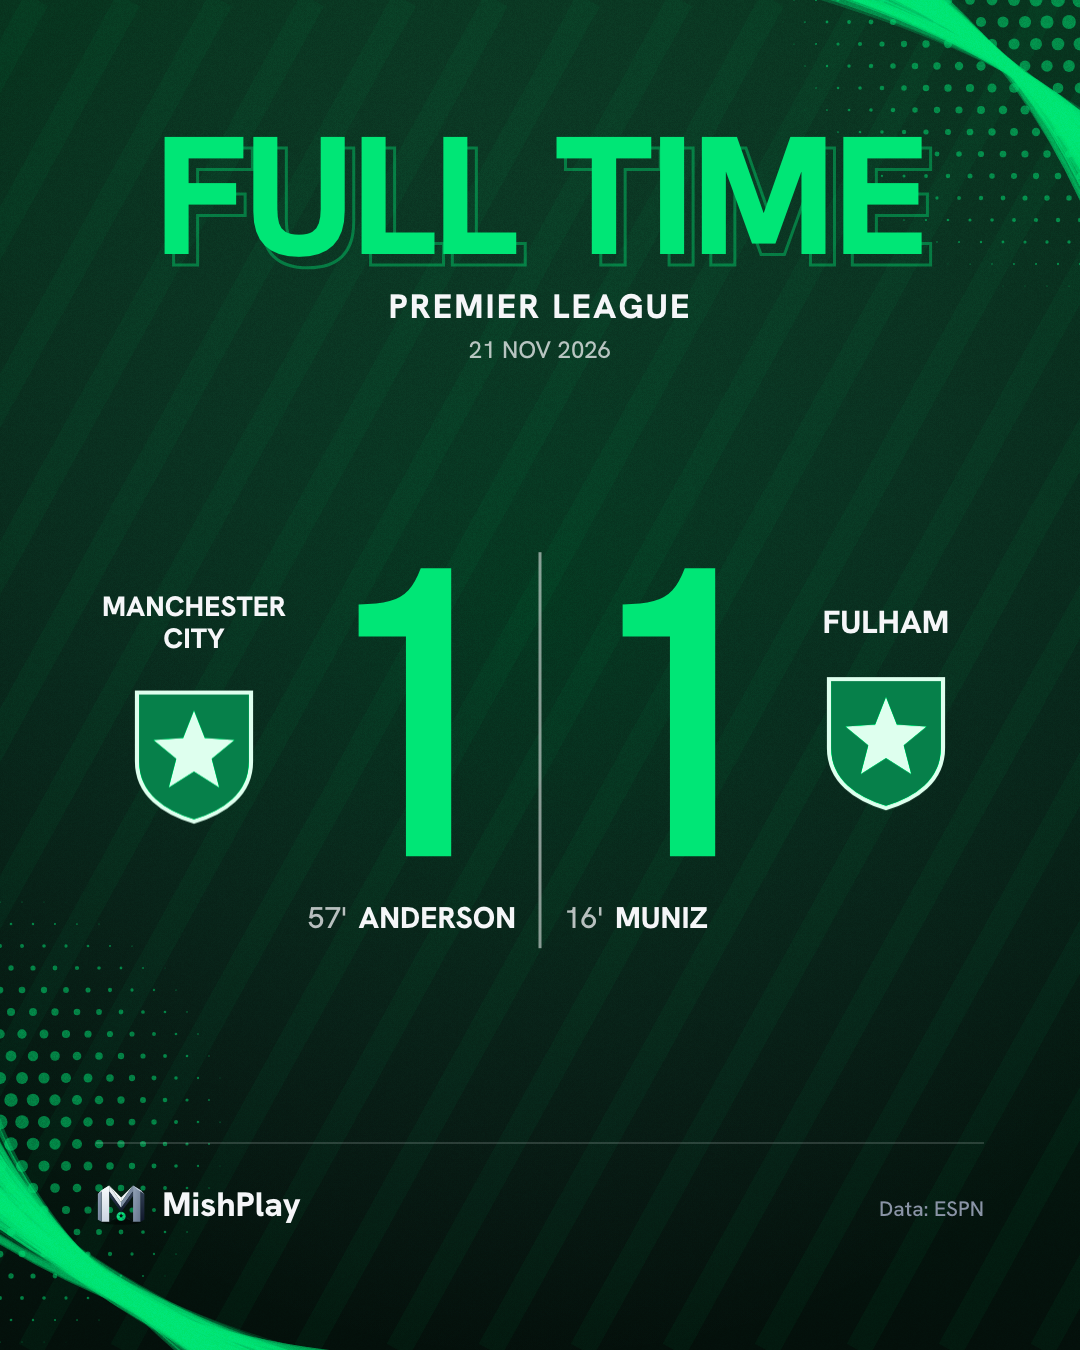 FULL TIME
PREMIER LEAGUE
21 NOV 2026
MANCHESTER
CITY
1
1
FULHAM
57' ANDERSON
16' MUNIZ
MishPlay
Data: ESPN